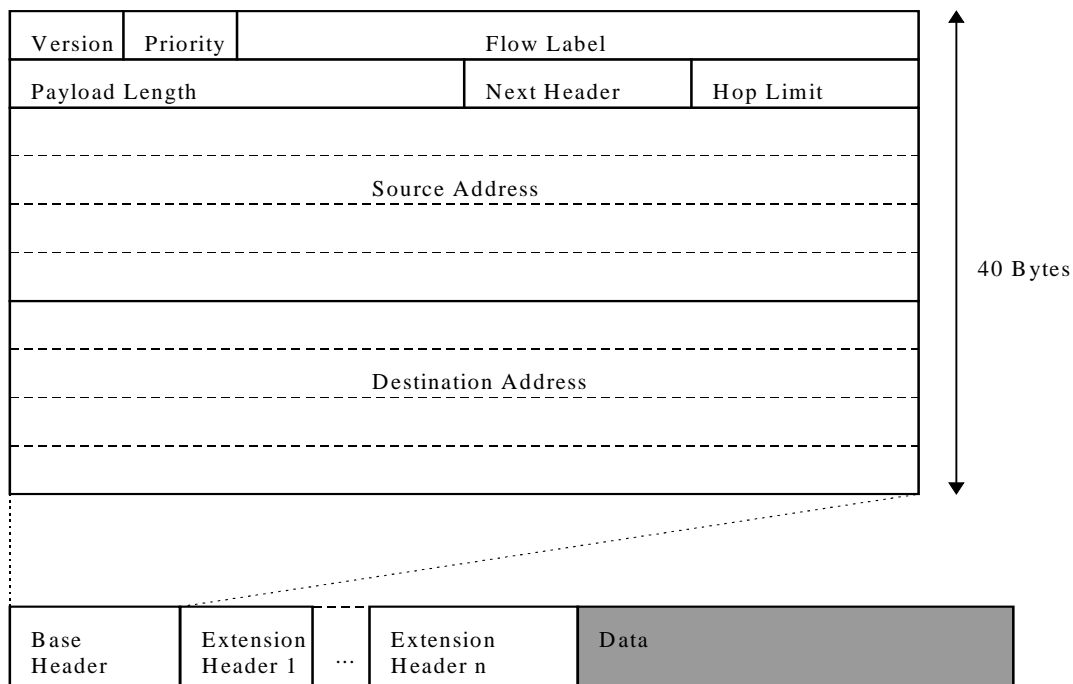 Version Priority Flow Label
Payload Length Next Header Hop Limit
Source Address
40 Bytes
Destination Address
Base Header
Extension Header 1
...
Extension Header n
Data